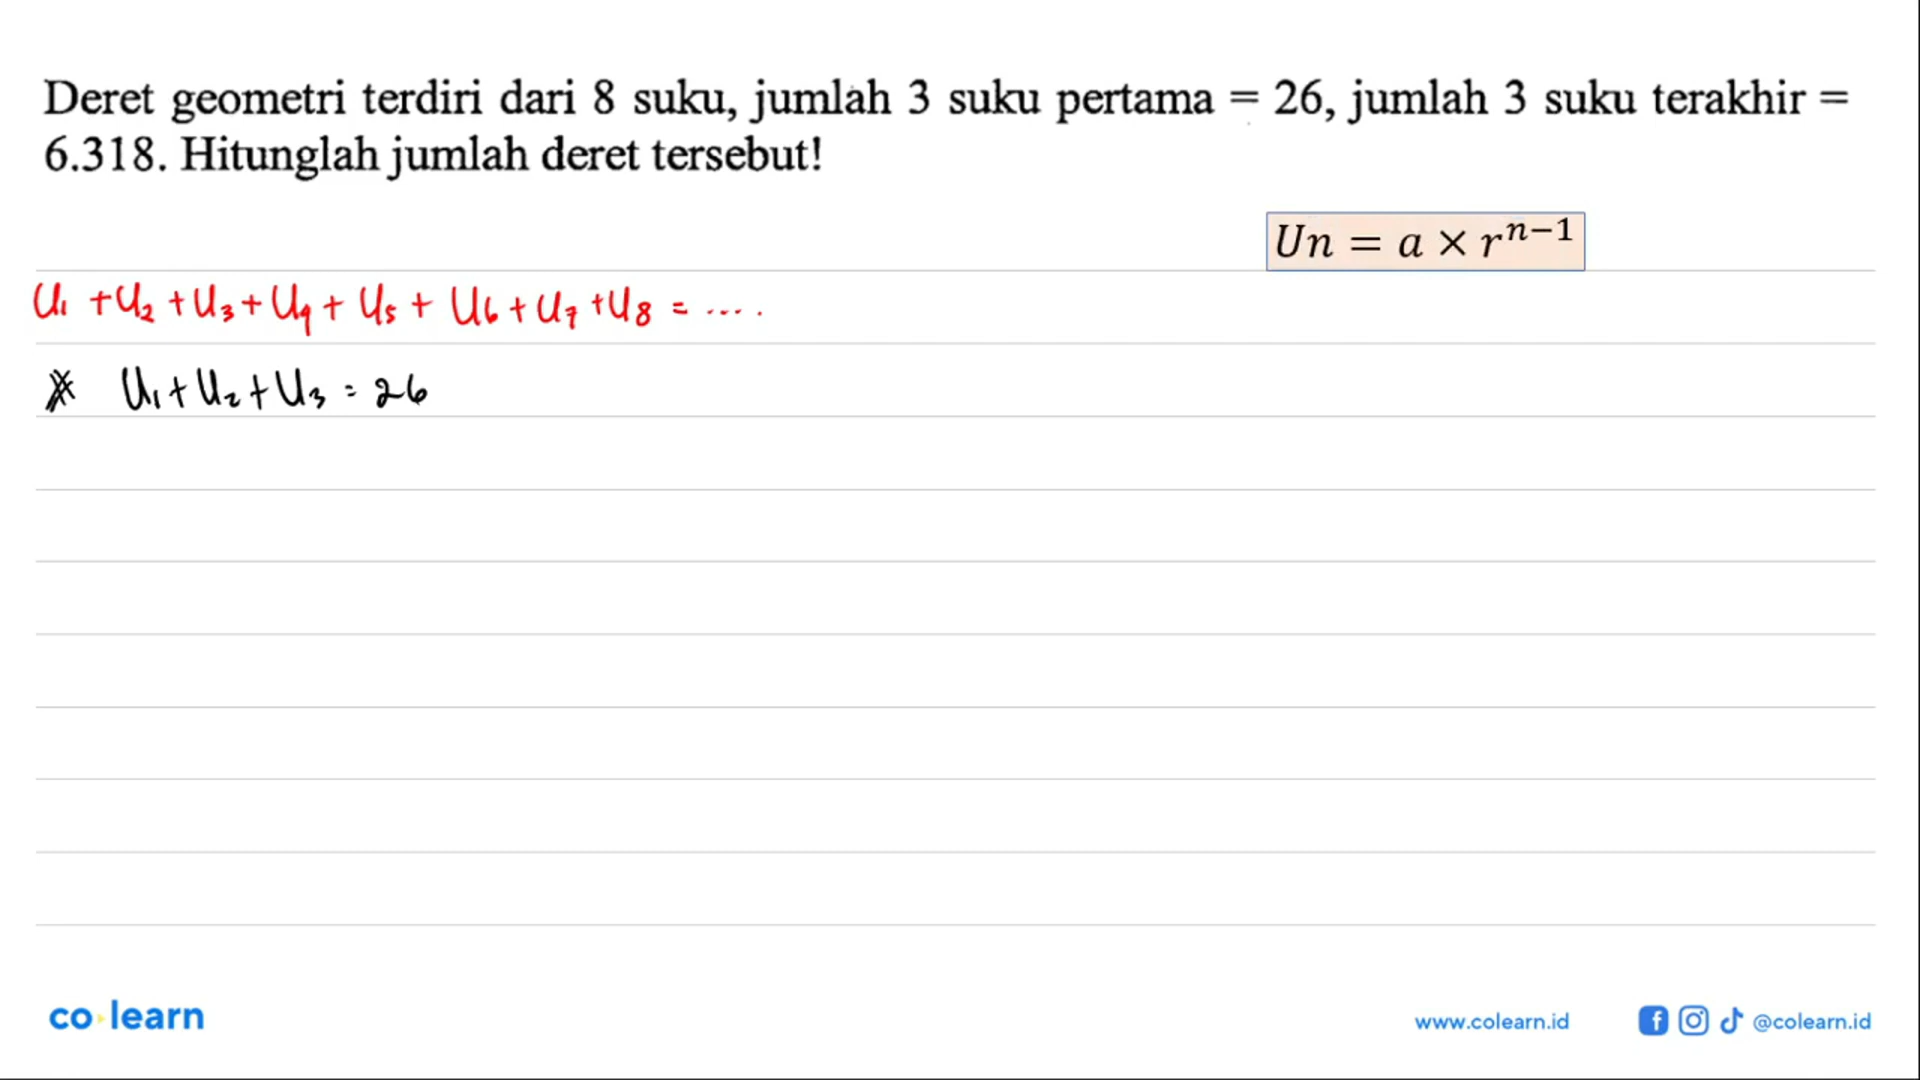 Deret geometri terdiri dari 8 suku, jumlah 3 suku pertama = 26, jumlah 3 suku terakhir =
6.318. Hitunglah jumlah deret tersebut!
Un = a × r^{n−1}
U₁ + U₂ + U₃ + U₄ + U₅ + U₆ + U₇ + U₈ = ....
* U₁ + U₂ + U₃ = 26
co learn
www.colearn.id
@colearn.id